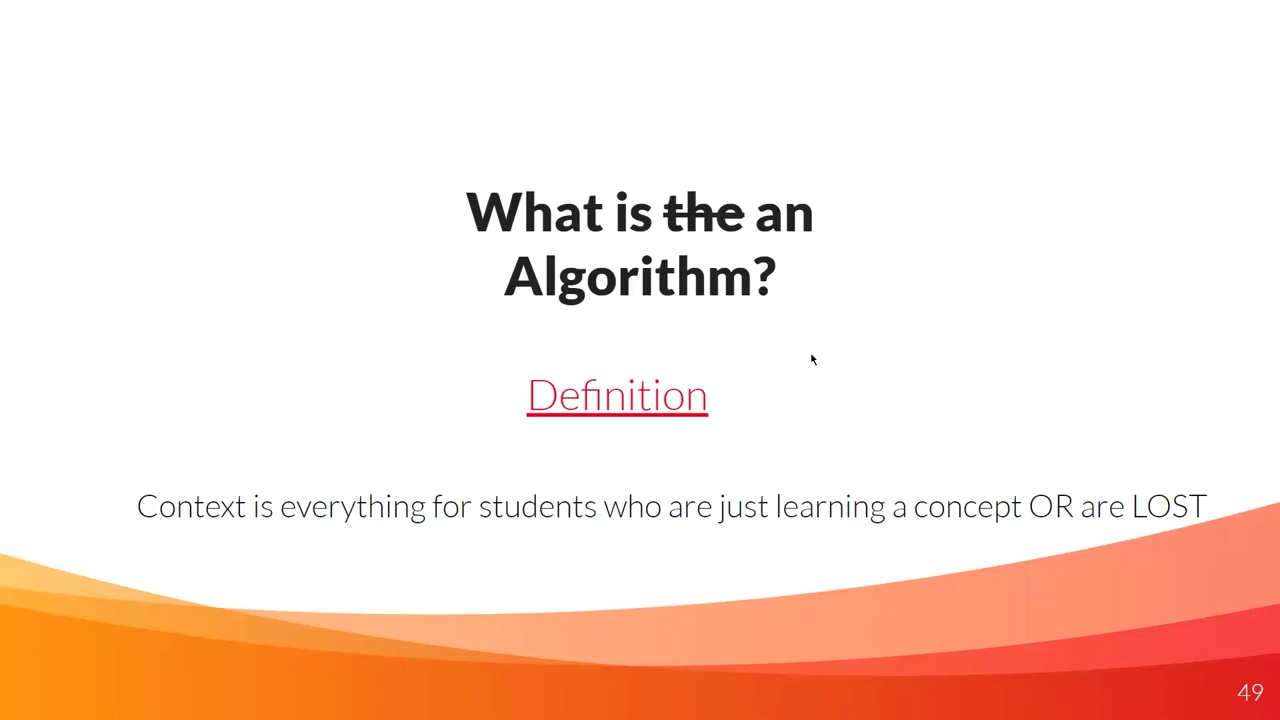 What is the an
Algorithm?
Definition
Context is everything for students who are just learning a concept OR are LOST
49